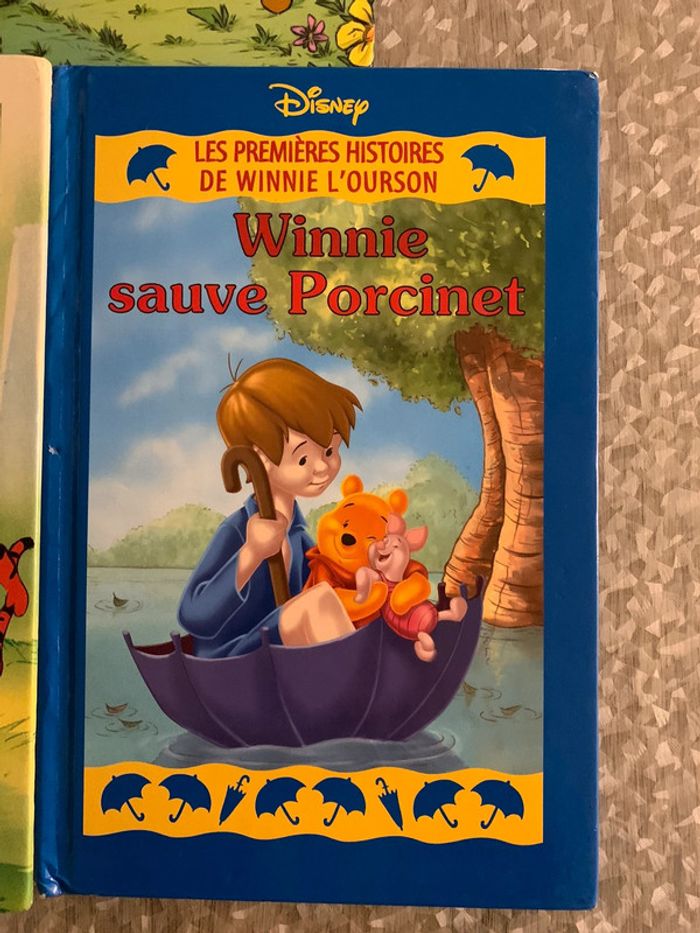 Disney
LES PREMIÈRES HISTOIRES
DE WINNIE L'OURSON
Winnie
sauve Porcinet